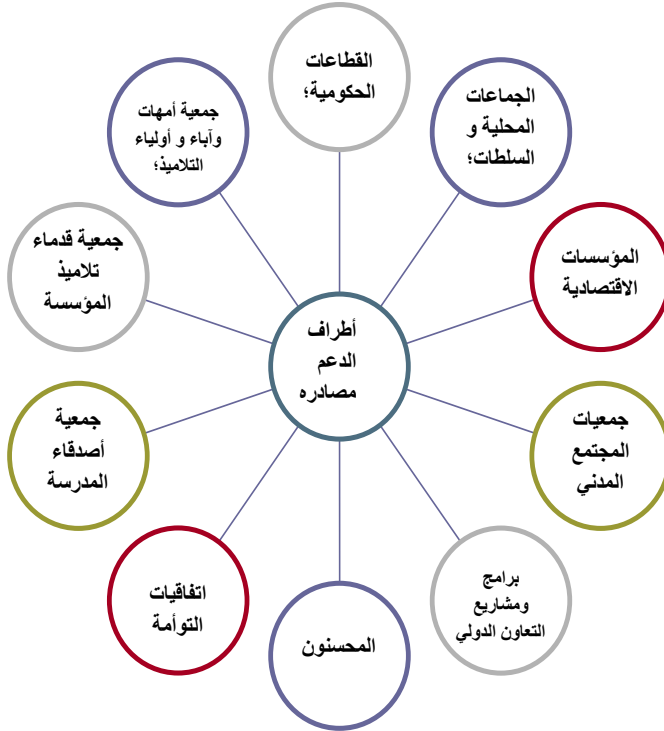 القطاعات
الحكومية؛
الجماعات
المحلية و
السلطات؛
المؤسسات
الاقتصادية
جمعيات
المجتمع
المدني
برامج
ومشاريع
التعاون الدولي
المحسنون
اتفاقيات
التوأمة
جمعية
أصدقاء
المدرسة
جمعية قدماء
تلاميذ
المؤسسة
جمعية أمهات
وآباء و أولياء
التلاميذ؛
أطراف
الدعم
مصادره